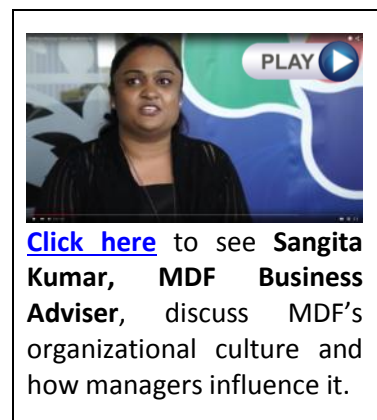 PLAY
Click here to see Sangita
Kumar, MDF Business
Adviser, discuss MDF's
organizational culture and
how managers influence it.